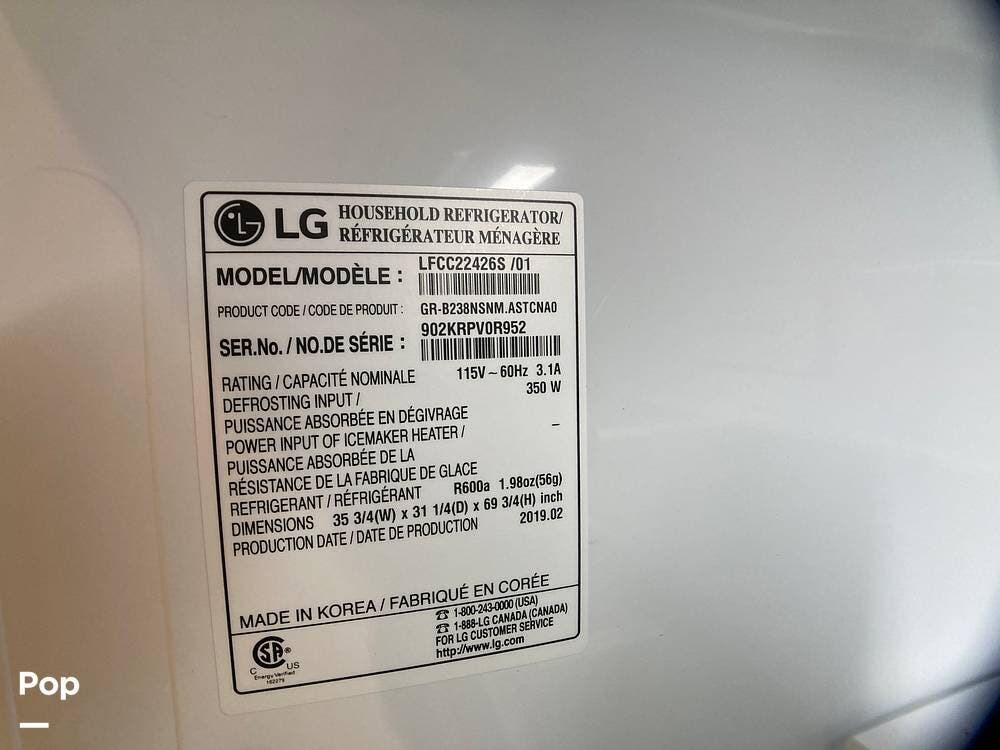 LG HOUSEHOLD REFRIGERATOR/
RÉFRIGÉRATEUR MÉNAGÈRE
MODEL/MODÈLE : LFCC22426S /01
PRODUCT CODE / CODE DE PRODUIT : GR-B238NSNM.ASTCNA0
SER.No. / NO.DE SÉRIE : 902KRPV0R952
RATING / CAPACITÉ NOMINALE 115V ~ 60Hz 3.1A
DEFROSTING INPUT / 350 W
PUISSANCE ABSORBÉE EN DÉGIVRAGE
POWER INPUT OF ICEMAKER HEATER / –
PUISSANCE ABSORBÉE DE LA
RÉSISTANCE DE LA FABRIQUE DE GLACE
REFRIGERANT / RÉFRIGÉRANT R600a 1.98oz(56g)
DIMENSIONS 35 3/4(W) x 31 1/4(D) x 69 3/4(H) inch
PRODUCTION DATE / DATE DE PRODUCTION 2019.02
MADE IN KOREA / FABRIQUÉ EN CORÉE
☎ 1-800-243-0000 (USA)
☎ 1-888-LG CANADA (CANADA)
FOR LG CUSTOMER SERVICE
http://www.lg.com
C SA ® US
Energy Verified
162275
Pop